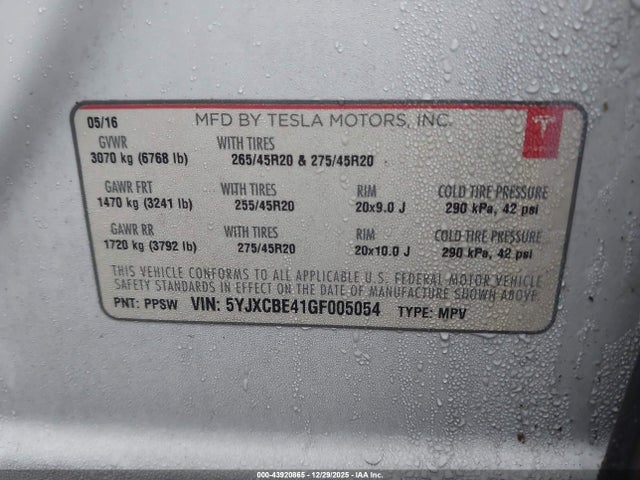 05/16 MFD BY TESLA MOTORS, INC.
GVWR WITH TIRES
3070 kg (6768 lb) 265/45R20 & 275/45R20
GAWR FRT WITH TIRES RIM COLD TIRE PRESSURE
1470 kg (3241 lb) 255/45R20 20x9.0 J 290 kPa, 42 psi
GAWR RR WITH TIRES RIM COLD TIRE PRESSURE
1720 kg (3792 lb) 275/45R20 20x10.0 J 290 kPa, 42 psi
THIS VEHICLE CONFORMS TO ALL APPLICABLE U.S. FEDERAL MOTOR VEHICLE
SAFETY STANDARDS IN EFFECT ON THE DATE OF MANUFACTURE SHOWN ABOVE.
PNT: PPSW VIN: 5YJXCBE41GF005054 TYPE: MPV
000-43920865 • 12/29/2025 • IAA Holdings, LLC.